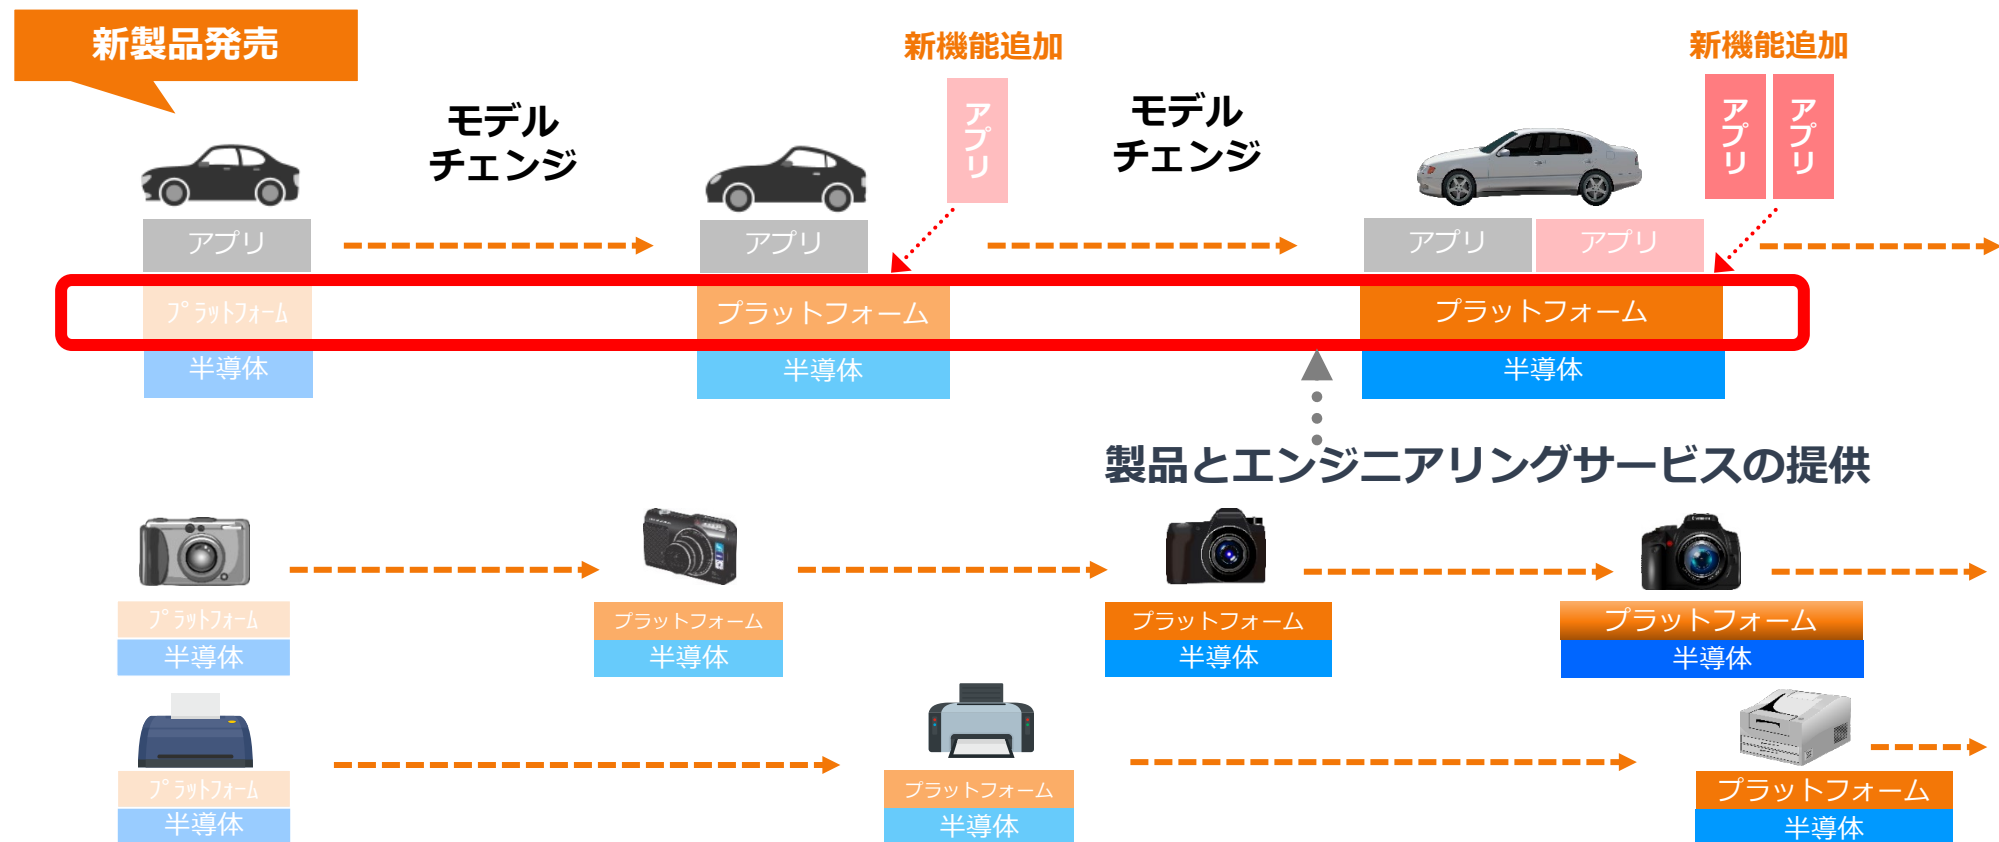 新製品発売
新機能追加
新機能追加
モデル
チェンジ
アプリ
モデル
チェンジ
アプリ
アプリ
アプリ
アプリ
アプリ
アプリ
ﾌﾟﾗｯﾄﾌｫｰﾑ
プラットフォーム
プラットフォーム
半導体
半導体
半導体
製品とエンジニアリングサービスの提供
ﾌﾟﾗｯﾄﾌｫｰﾑ
プラットフォーム
プラットフォーム
プラットフォーム
半導体
半導体
半導体
半導体
ﾌﾟﾗｯﾄﾌｫｰﾑ
プラットフォーム
プラットフォーム
半導体
半導体
半導体